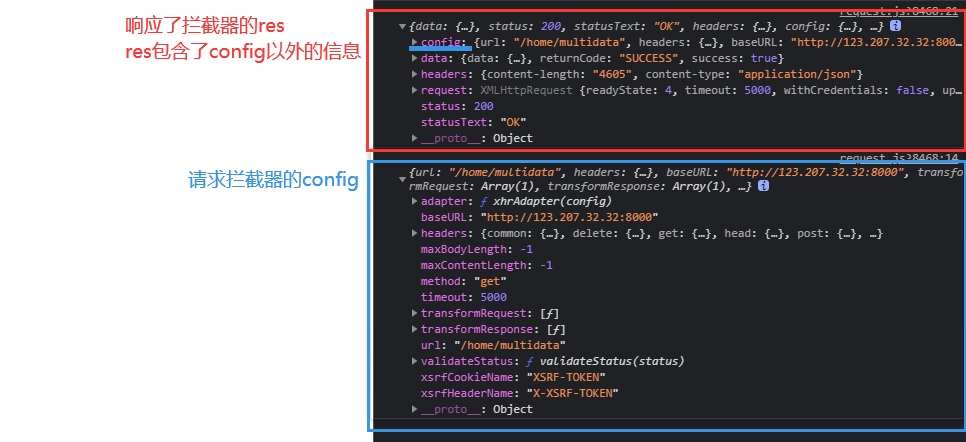 响应了拦截器的res
res包含了config以外的信息
request.js?8468:21
{data: {…}, status: 200, statusText: "OK", headers: {…}, config: {…}, …}
config: {url: "/home/multidata", headers: {…}, baseURL: "http://123.207.32.32:800…
data: {data: {…}, returnCode: "SUCCESS", success: true}
headers: {content-length: "4605", content-type: "application/json"}
request: XMLHttpRequest {readyState: 4, timeout: 5000, withCredentials: false, up…
status: 200
statusText: "OK"
__proto__: Object
请求拦截器的config
request.js?8468:14
{url: "/home/multidata", headers: {…}, baseURL: "http://123.207.32.32:8000", transfo
rmRequest: Array(1), transformResponse: Array(1), …}
adapter: ƒ xhrAdapter(config)
baseURL: "http://123.207.32.32:8000"
headers: {common: {…}, delete: {…}, get: {…}, head: {…}, post: {…}, …}
maxBodyLength: -1
maxContentLength: -1
method: "get"
timeout: 5000
transformRequest: [ƒ]
transformResponse: [ƒ]
url: "/home/multidata"
validateStatus: ƒ validateStatus(status)
xsrfCookieName: "XSRF-TOKEN"
xsrfHeaderName: "X-XSRF-TOKEN"
__proto__: Object